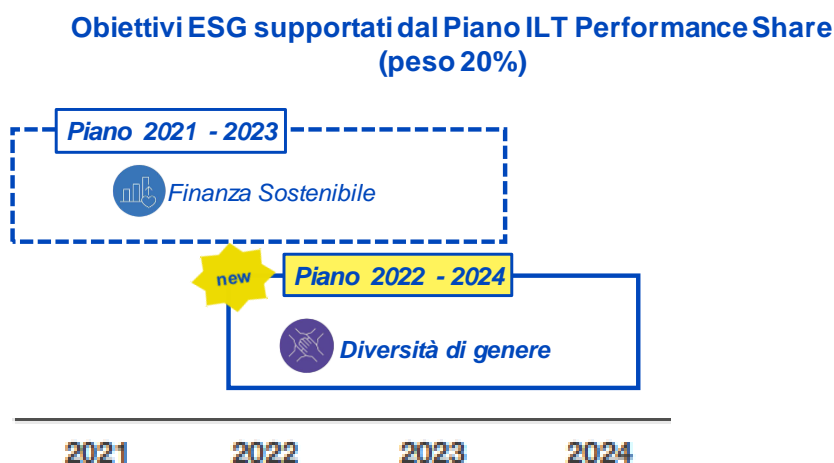 Obiettivi ESG supportati dal Piano ILT Performance Share
(peso 20%)
Piano 2021 - 2023
Finanza Sostenibile
new
Piano 2022 - 2024
Diversità di genere
2021 2022 2023 2024